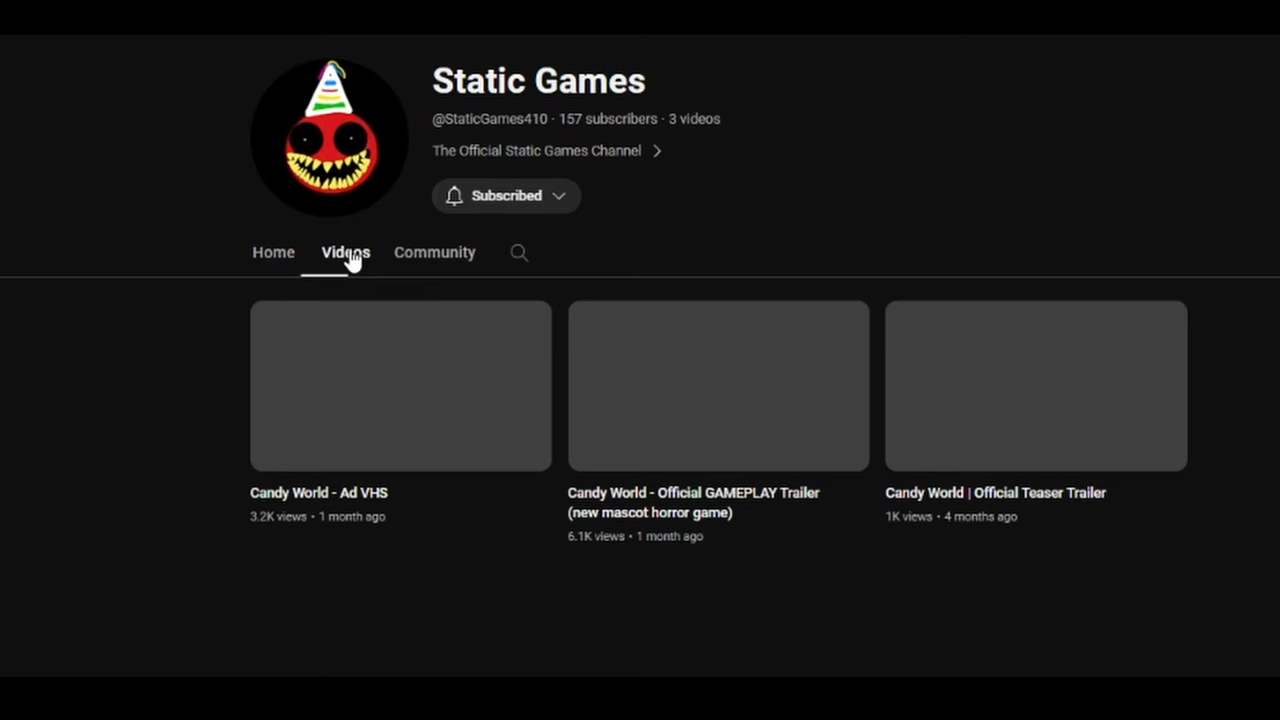 Static Games
@StaticGames410 · 157 subscribers · 3 videos
The Official Static Games Channel
Subscribed
Home Videos Community
Candy World - Ad VHS
3.2K views • 1 month ago
Candy World - Official GAMEPLAY Trailer
(new mascot horror game)
6.1K views • 1 month ago
Candy World | Official Teaser Trailer
1K views • 4 months ago